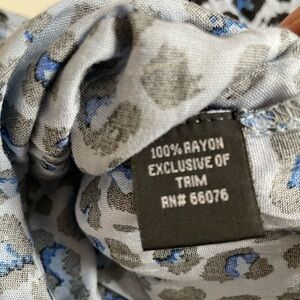 100% RAYON
EXCLUSIVE OF
TRIM
RN# 66076